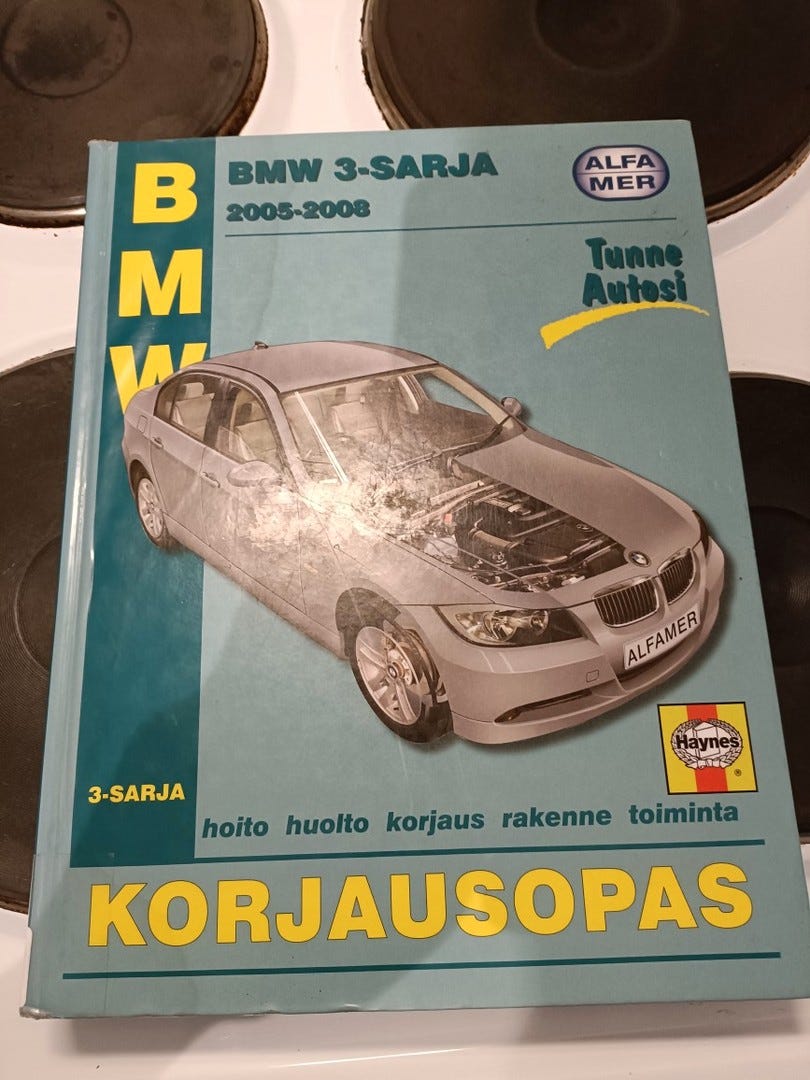 BMW
BMW 3-SARJA
2005-2008
ALFA
MER
Tunne
Autosi
ALFAMER
Haynes
®
3-SARJA
hoito huolto korjaus rakenne toiminta
KORJAUSOPAS